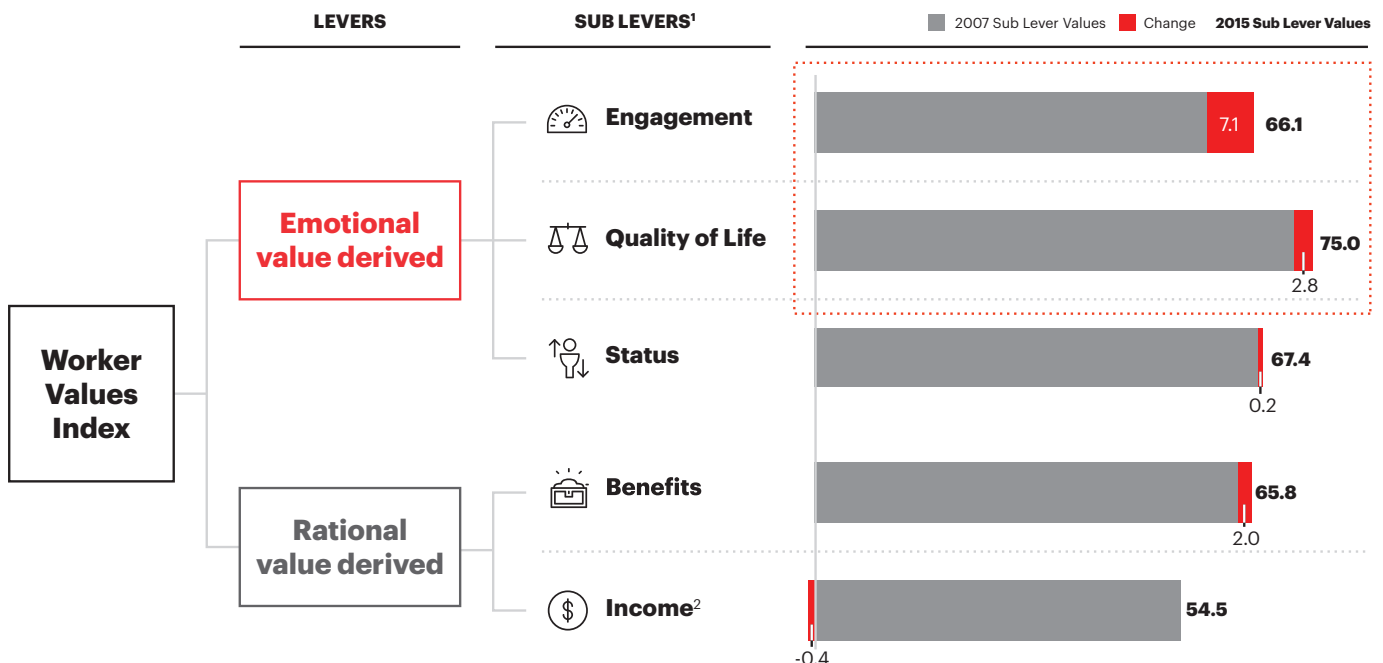 LEVERS
SUB LEVERS¹
2007 Sub Lever Values
Change
2015 Sub Lever Values
Worker
Values
Index
Emotional
value derived
Engagement
7.1
66.1
Quality of Life
75.0
2.8
Status
67.4
0.2
Rational
value derived
Benefits
65.8
2.0
Income²
54.5
-0.4